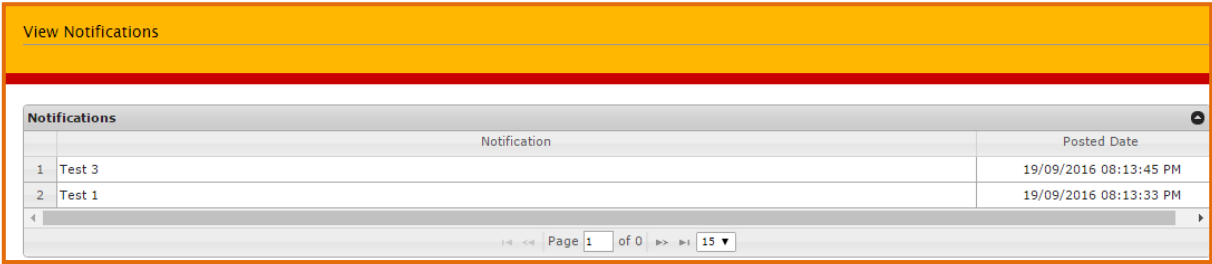 View Notifications
Notifications
Notification Posted Date
1 Test 3 19/09/2016 08:13:45 PM
2 Test 1 19/09/2016 08:13:33 PM
Page 1 of 0 15